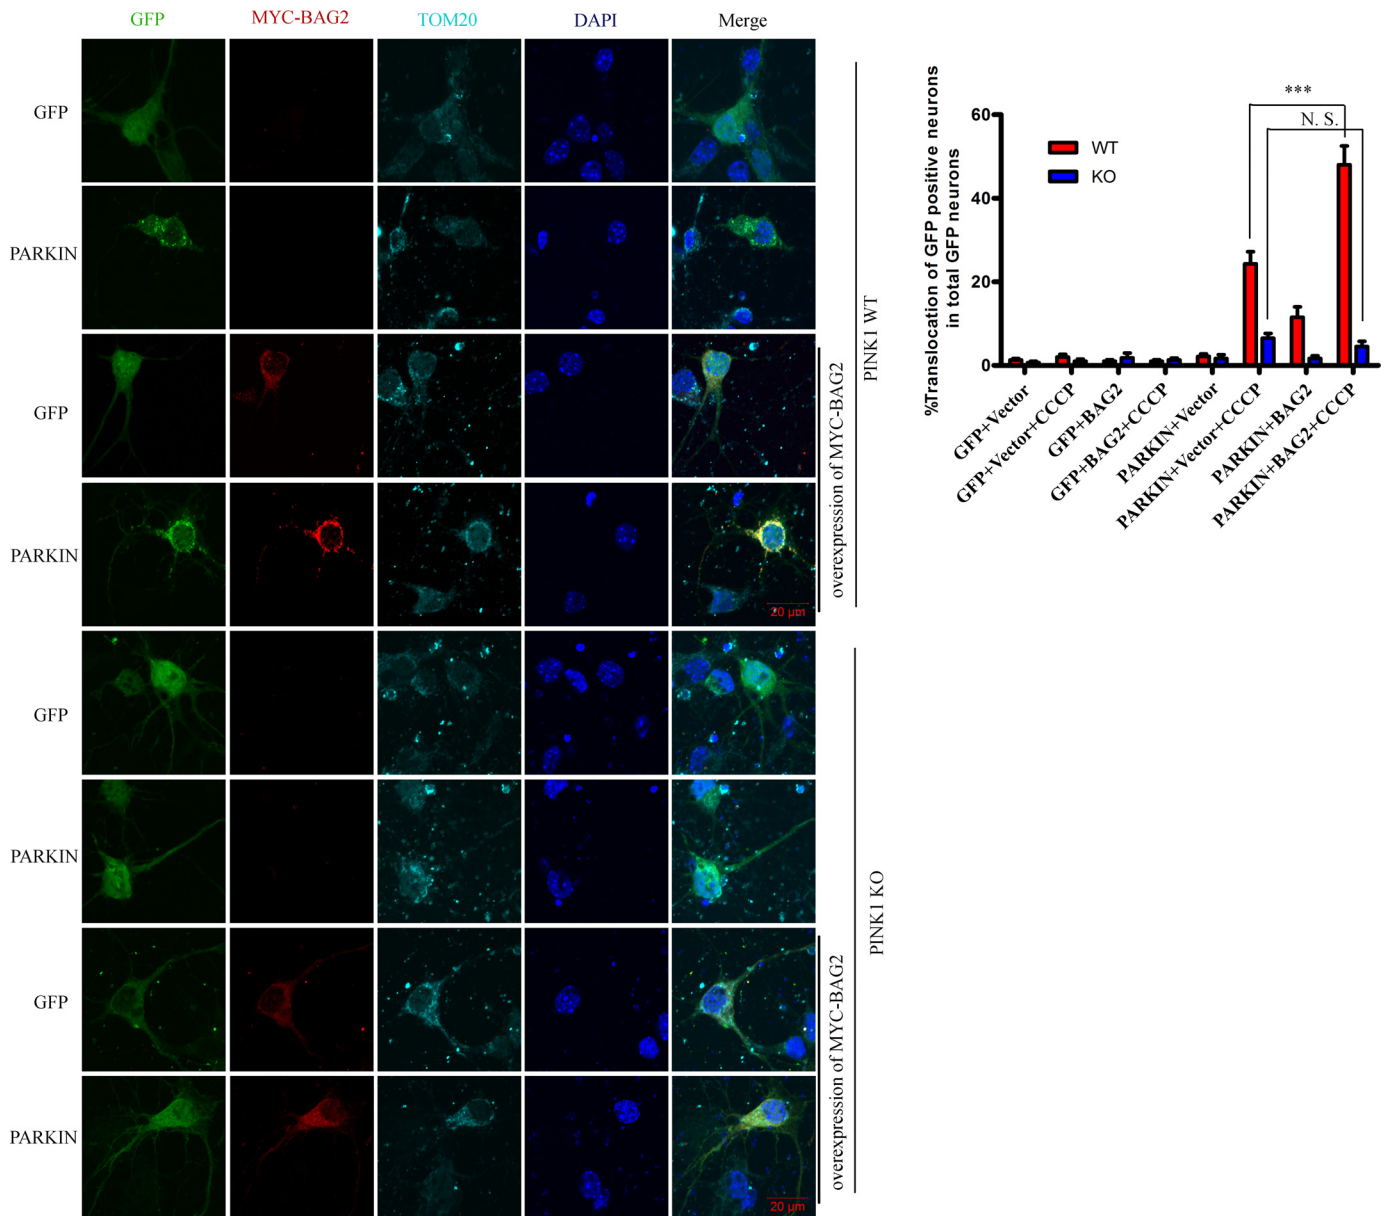 GFP MYC-BAG2 TOM20 DAPI Merge
GFP
PARKIN
GFP
PARKIN
20 µm
overexpression of MYC-BAG2
PINK1 WT
GFP
PARKIN
GFP
PARKIN
20 µm
overexpression of MYC-BAG2
PINK1 KO
%Translocation of GFP positive neurons
in total GFP neurons
60
40
20
0
WT
KO
***
N. S.
GFP+Vector
GFP+Vector+CCCP
GFP+BAG2
GFP+BAG2+CCCP
PARKIN+Vector
PARKIN+Vector+CCCP
PARKIN+BAG2
PARKIN+BAG2+CCCP